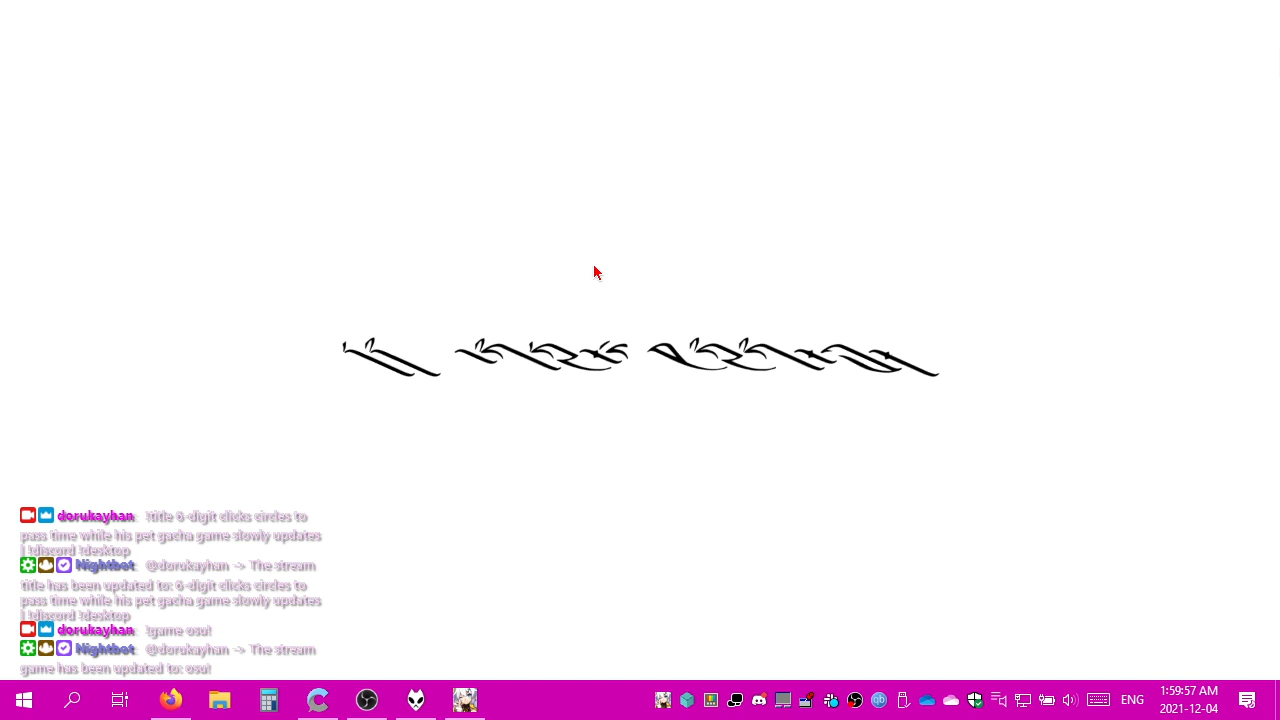 dorukayhan: !title 6-digit clicks circles to
pass time while his pet gacha game slowly updates
| !discord !desktop
Nightbot: @dorukayhan -> The stream
title has been updated to: 6-digit clicks circles to
pass time while his pet gacha game slowly updates
| !discord !desktop
dorukayhan: !game osu!
Nightbot: @dorukayhan -> The stream
game has been updated to: osu!
ENG
1:59:57 AM
2021-12-04